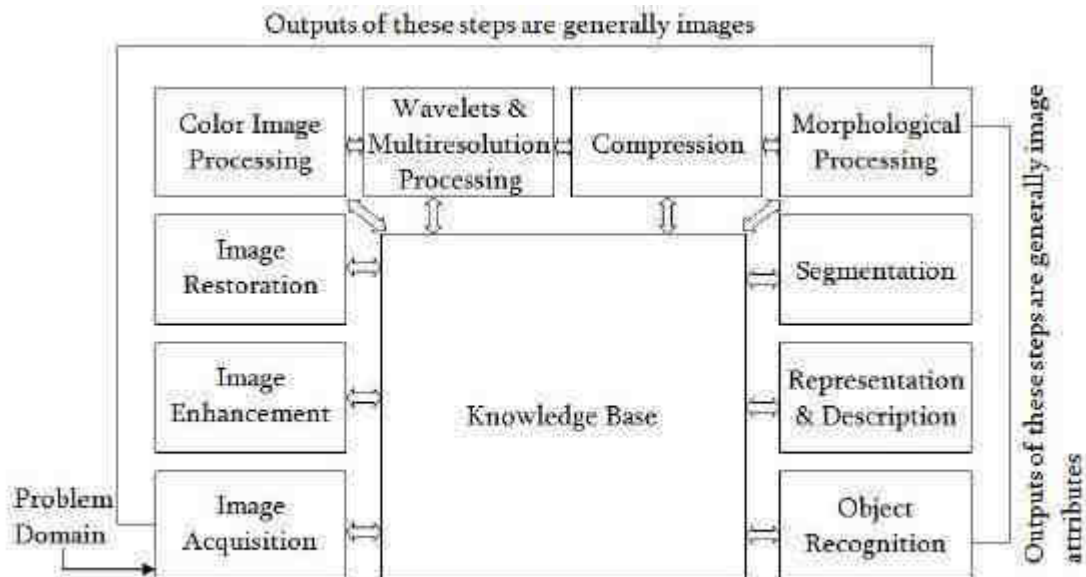 Outputs of these steps are generally images
Color Image
Processing
Wavelets &
Multiresolution
Processing
Compression
Morphological
Processing
Image
Restoration
Segmentation
Image
Enhancement
Knowledge Base
Representation
& Description
Problem
Domain
Image
Acquisition
Object
Recognition
Outputs of these steps are generally image
attributes